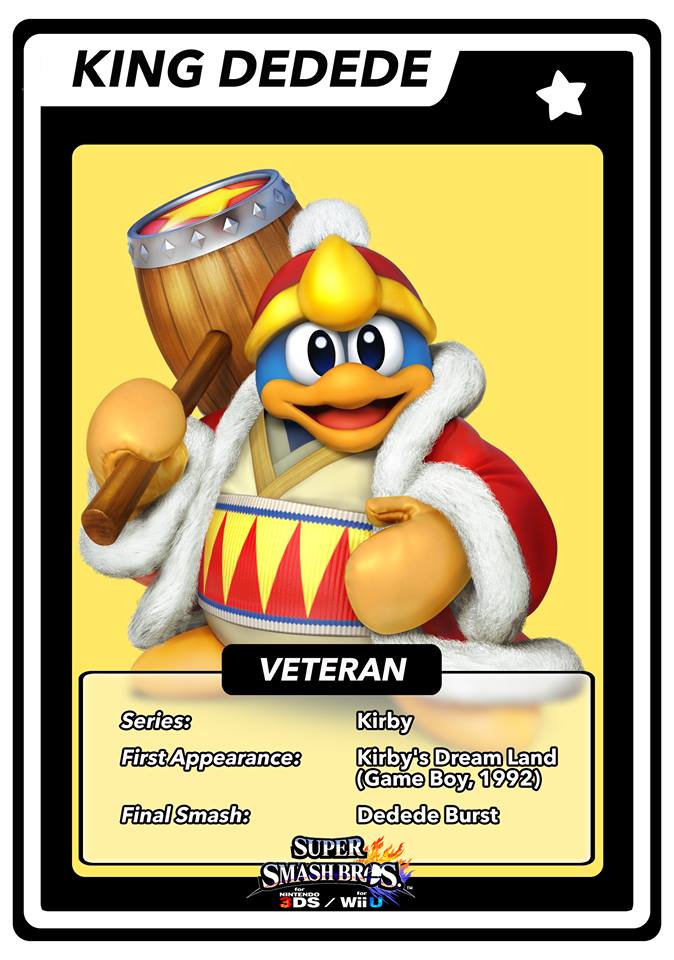 KING DEDEDE
VETERAN
Series: Kirby
First Appearance: Kirby's Dream Land
(Game Boy, 1992)
Final Smash: Dedede Burst
SUPER
SMASH BROS.™
for NINTENDO 3DS / for Wii U